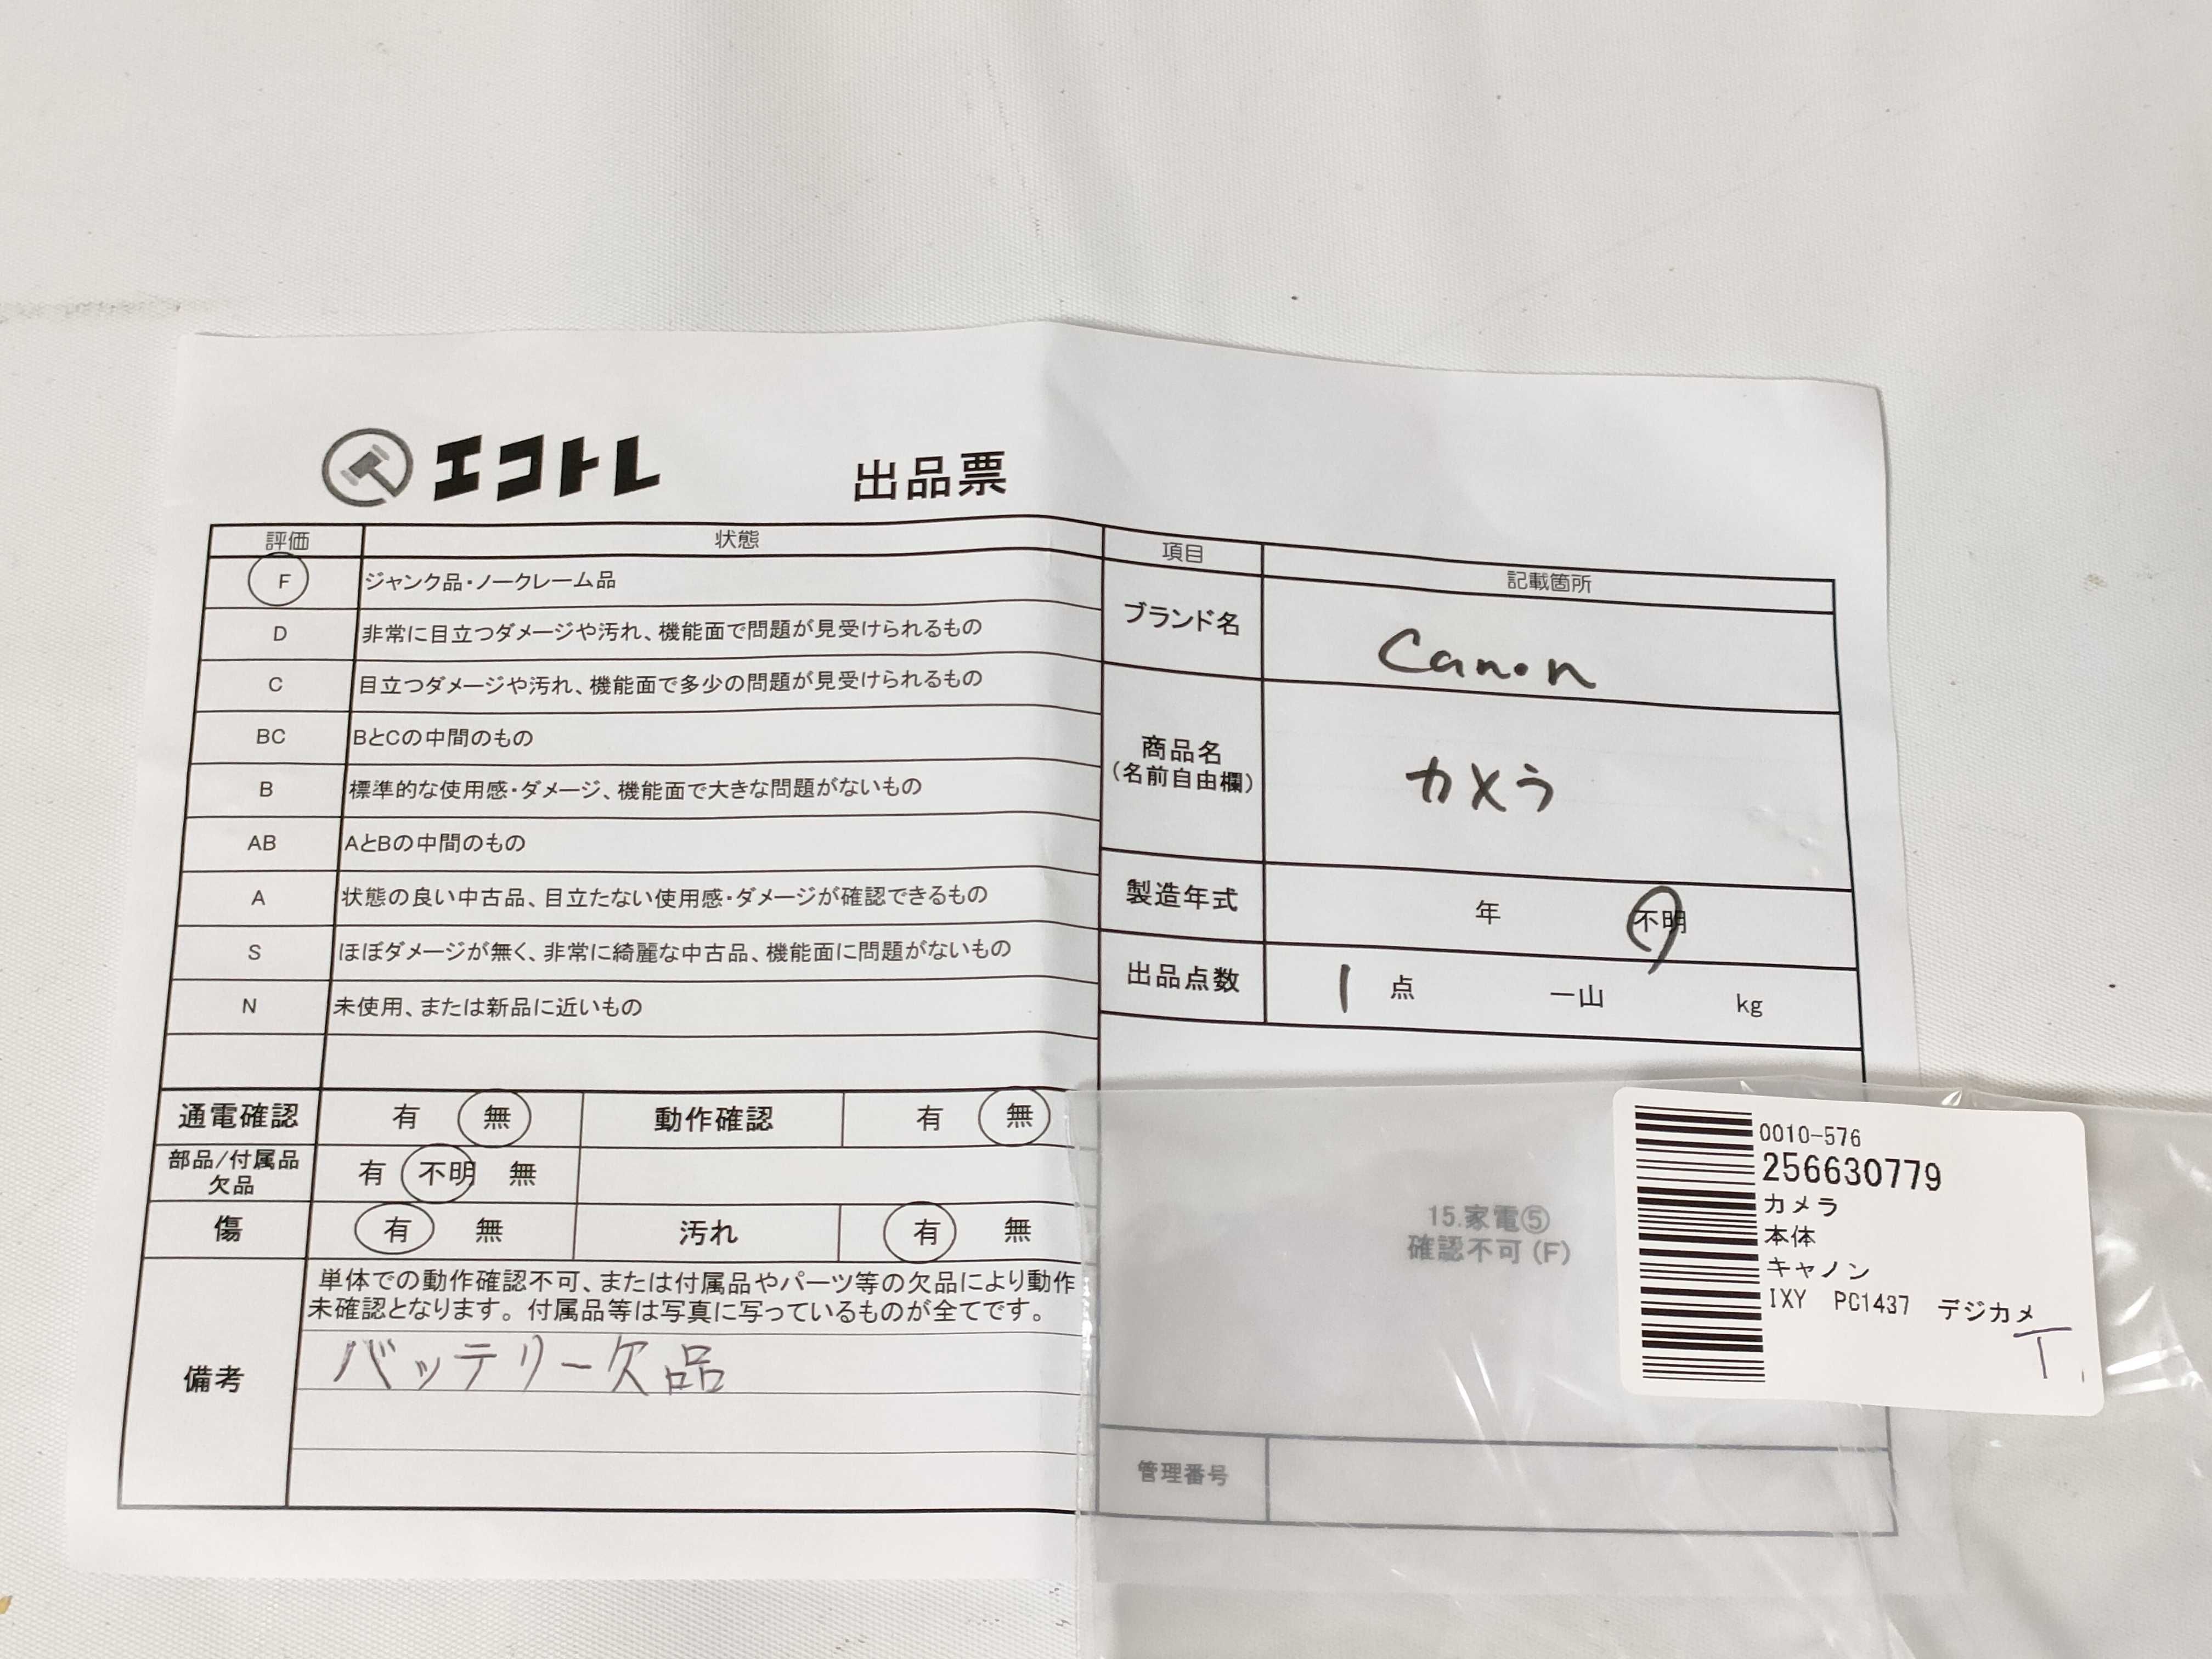 エコトレ 出品票
評価 状態
F ジャンク品・ノークレーム品
D 非常に目立つダメージや汚れ、機能面で問題が見受けられるもの
C 目立つダメージや汚れ、機能面で多少の問題が見受けられるもの
BC BとCの中間のもの
B 標準的な使用感・ダメージ、機能面で大きな問題がないもの
AB AとBの中間のもの
A 状態の良い中古品、目立たない使用感・ダメージが確認できるもの
S ほぼダメージが無く、非常に綺麗な中古品、機能面に問題がないもの
N 未使用、または新品に近いもの
通電確認 有 無 動作確認 有 無
部品/付属品
欠品 有 不明 無
傷 有 無 汚れ 有 無
備考
単体での動作確認不可、または付属品やパーツ等の欠品により動作
未確認となります。付属品等は写真に写っているものが全てです。
バッテリー欠品
項目 記載箇所
ブランド名 Canon
商品名
(名前自由欄)
カメラ
製造年式 年 不明
出品点数 1 点 一山 kg
15.家電⑤
確認不可(F)
管理番号
0010-576
256630779
カメラ
本体
キャノン
IXY PC1437 デジカメ
T.